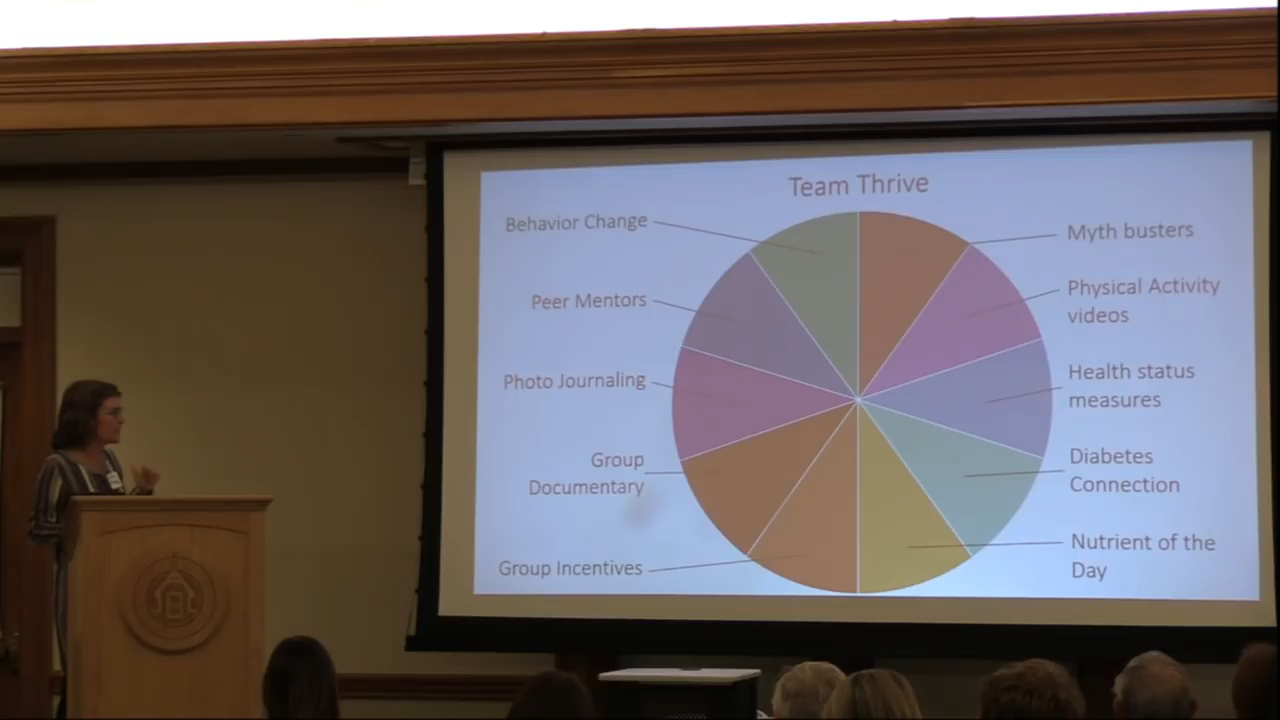 Team Thrive
Behavior Change
Peer Mentors
Photo Journaling
Group
Documentary
Group Incentives
Myth busters
Physical Activity
videos
Health status
measures
Diabetes
Connection
Nutrient of the
Day